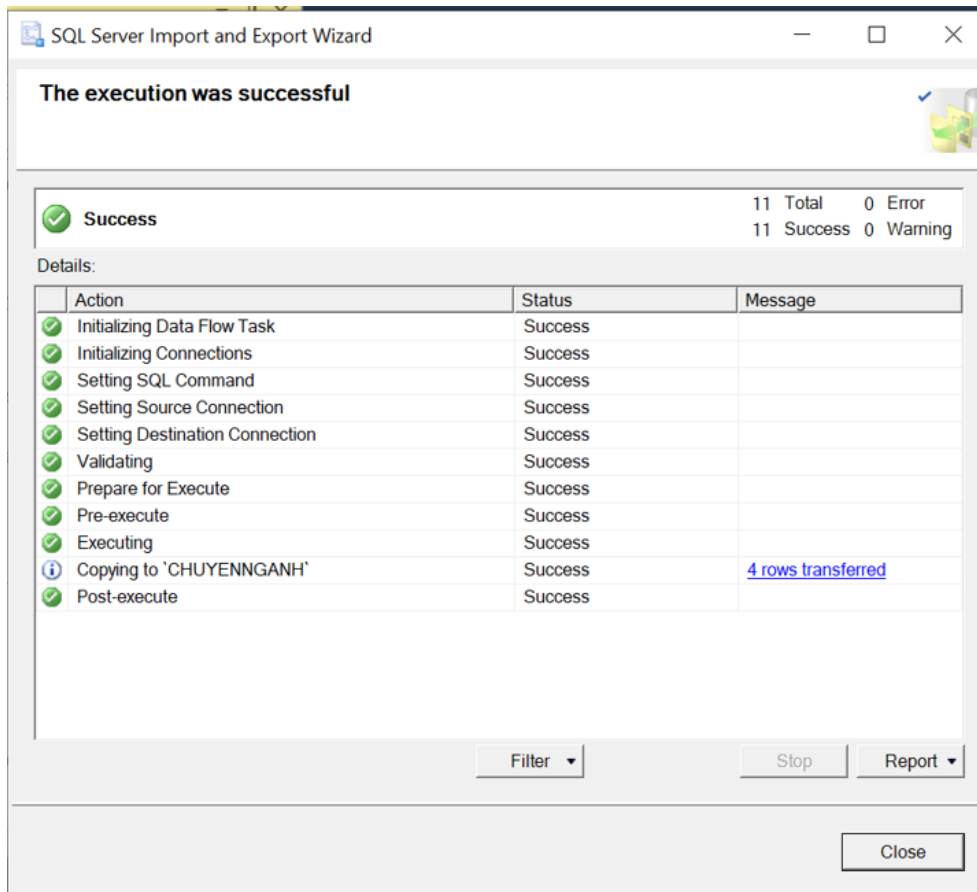 SQL Server Import and Export Wizard
The execution was successful
Success
11 Total 0 Error
11 Success 0 Warning
Details:
Action Status Message
Initializing Data Flow Task Success
Initializing Connections Success
Setting SQL Command Success
Setting Source Connection Success
Setting Destination Connection Success
Validating Success
Prepare for Execute Success
Pre-execute Success
Executing Success
Copying to `CHUYENNGANH` Success 4 rows transferred
Post-execute Success
Filter Stop Report
Close